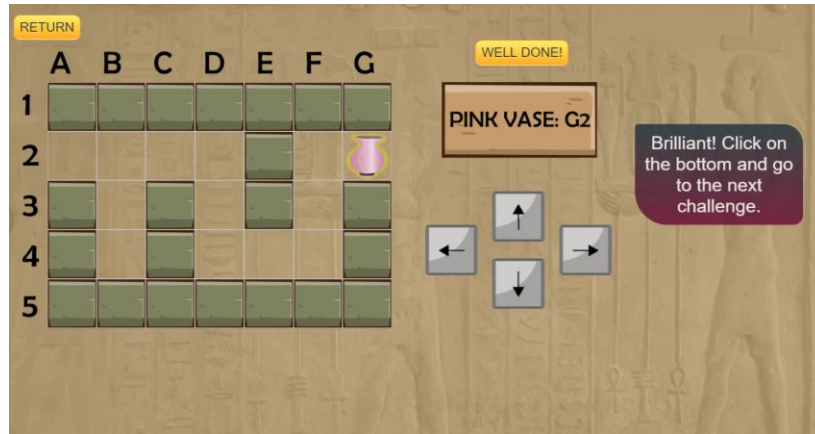 RETURN
WELL DONE!
A B C D E F G
1
2
3
4
5
PINK VASE: G2
Brilliant! Click on
the bottom and go
to the next
challenge.